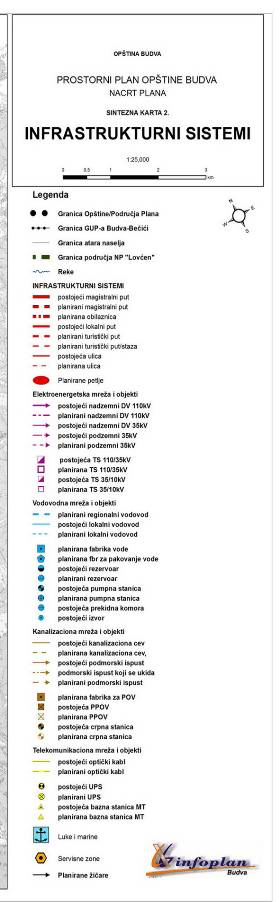 OPŠTINA BUDVA
PROSTORNI PLAN OPŠTINE BUDVA
NACRT PLANA
SINTEZNA KARTA 2.
INFRASTRUKTURNI SISTEMI
1:25,000
0 0.5 1 2 3
km
Legenda
N
E
W
S
Granica Opštine/Područja Plana
Granica GUP-a Budva-Bečići
Granica atara naselja
Granica područja NP "Lovćen"
Reke
INFRASTRUKTURNI SISTEMI
postojeći magistralni put
planirani magistralni put
planirana obilaznica
postojeći lokalni put
planirani turistički put
planirani turistički put/staza
postojeća ulica
planirana ulica
Planirane petlje
Elektroenergetska mreža i objekti
postojeći nadzemni DV 110kV
planirani nadzemni DV 110kV
postojeći nadzemni DV 35kV
postojeći podzemni 35kV
planirani podzemni 35kV
postojeća TS 110/35kV
planirana TS 110/35kV
postojeća TS 35/10kV
planirana TS 35/10kV
Vodovodna mreža i objekti
planirani regionalni vodovod
postojeći lokalni vodovod
planirani lokalni vodovod
planirana fabrika vode
planirana fbr za pakovanje vode
postojeći rezervoar
planirani rezervoar
postojeća pumpna stanica
planirana pumpna stanica
postojeća prekidna komora
postojeći izvor
Kanalizaciona mreža i objekti
postojeći kanalizaciona cev
planirana kanalizaciona cev,
postojeći podmorski ispust
postojeći ispust koji se ukida
planirani podmorski ispust
planirana fabrika za POV
postojeća PPOV
planirana PPOV
postojeća crpna stanica
planirana crpna stanica
Telekomunikaciona mreža i objekti
postojeći optički kabl
planirani optički kabl
postojeći UPS
planirani UPS
postojeća bazna stanica MT
planirana bazna stanica MT
Luke i marine
Servisne zone
Planirane žičare
infoplan
Budva